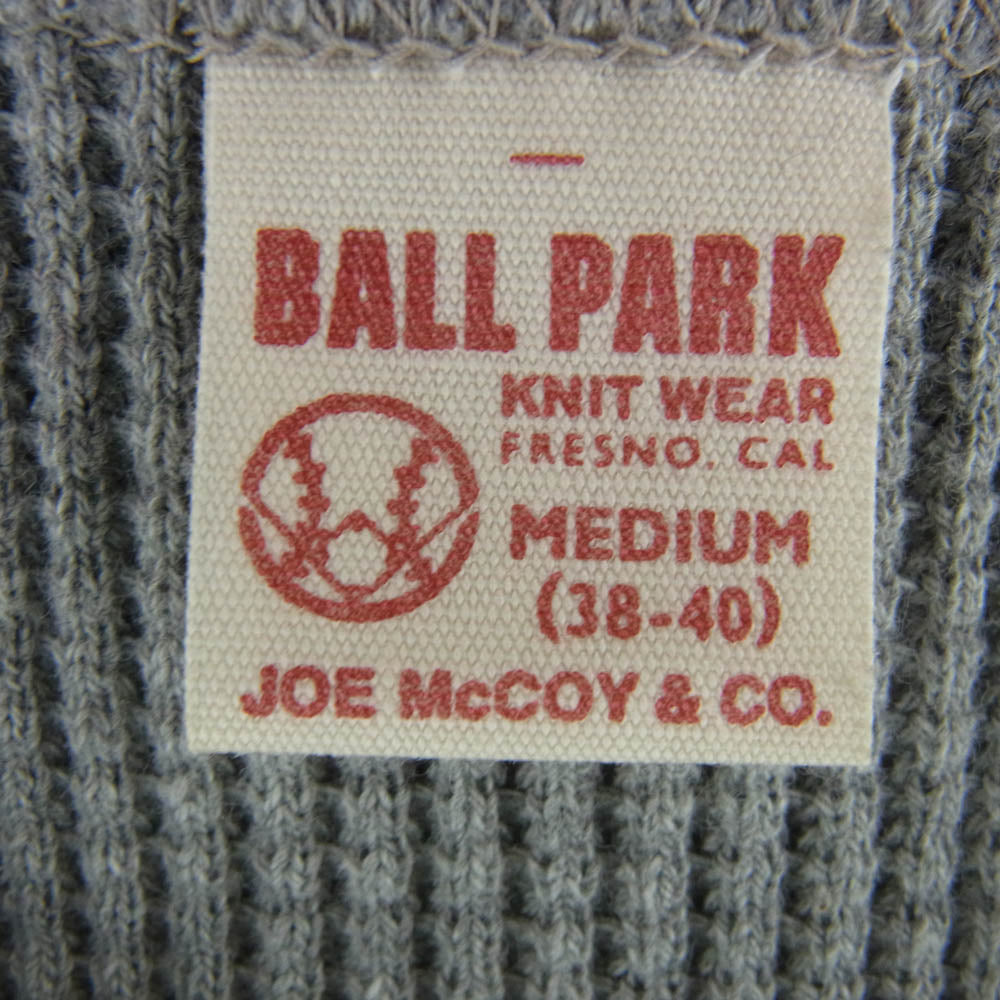 BALL PARK
KNIT WEAR
FRESNO. CAL
MEDIUM
(38-40)
JOE McCOY & CO.